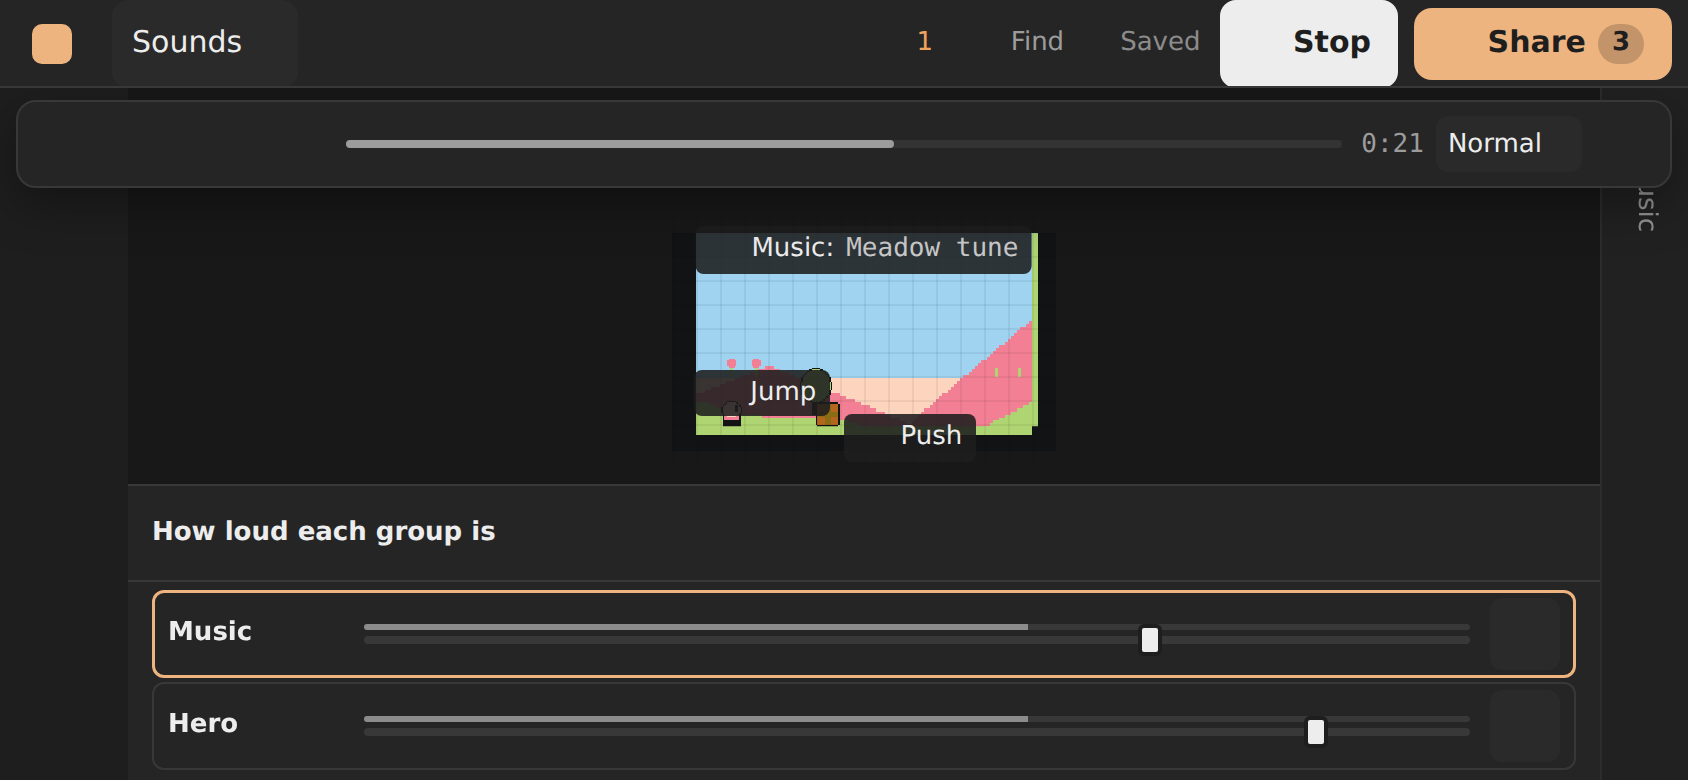 Sounds
1 Find Saved Stop Share 3
0:21 Normal
Music: Meadow tune
Jump
Push
How loud each group is
Music
Hero